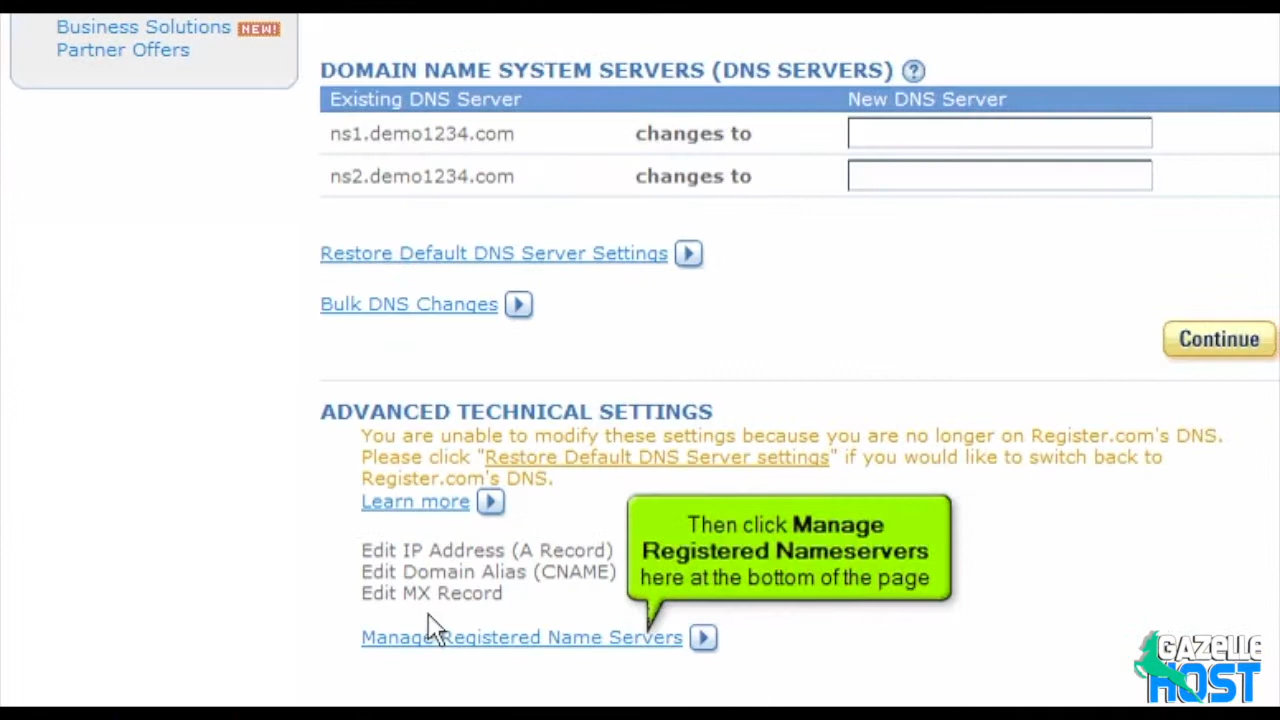 Business Solutions NEW!
Partner Offers
DOMAIN NAME SYSTEM SERVERS (DNS SERVERS) ?
Existing DNS Server New DNS Server
ns1.demo1234.com changes to
ns2.demo1234.com changes to
Restore Default DNS Server Settings
Bulk DNS Changes
Continue
ADVANCED TECHNICAL SETTINGS
You are unable to modify these settings because you are no longer on Register.com's DNS.
Please click "Restore Default DNS Server settings" if you would like to switch back to
Register.com's DNS.
Learn more
Then click Manage
Registered Nameservers
here at the bottom of the page
Edit IP Address (A Record)
Edit Domain Alias (CNAME)
Edit MX Record
Manage Registered Name Servers
GAZELLE
HOST